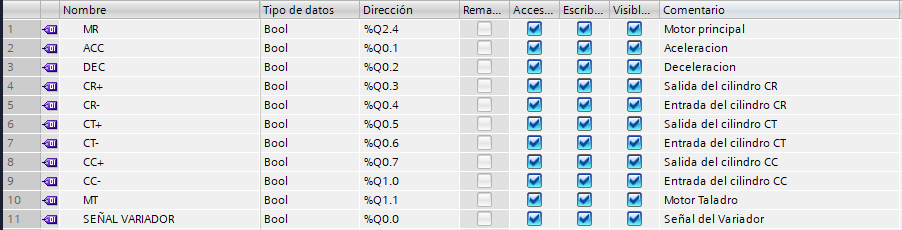 Nombre Tipo de datos Dirección Rema... Acces... Escrib... Visibl... Comentario
1 MR Bool %Q2.4 Motor principal
2 ACC Bool %Q0.1 Aceleracion
3 DEC Bool %Q0.2 Deceleracion
4 CR+ Bool %Q0.3 Salida del cilindro CR
5 CR- Bool %Q0.4 Entrada del cilindro CR
6 CT+ Bool %Q0.5 Salida del cilindro CT
7 CT- Bool %Q0.6 Entrada del cilindro CT
8 CC+ Bool %Q0.7 Salida del cilindro CC
9 CC- Bool %Q1.0 Entrada del cilindro CC
10 MT Bool %Q1.1 Motor Taladro
11 SEÑAL VARIADOR Bool %Q0.0 Señal del Variador